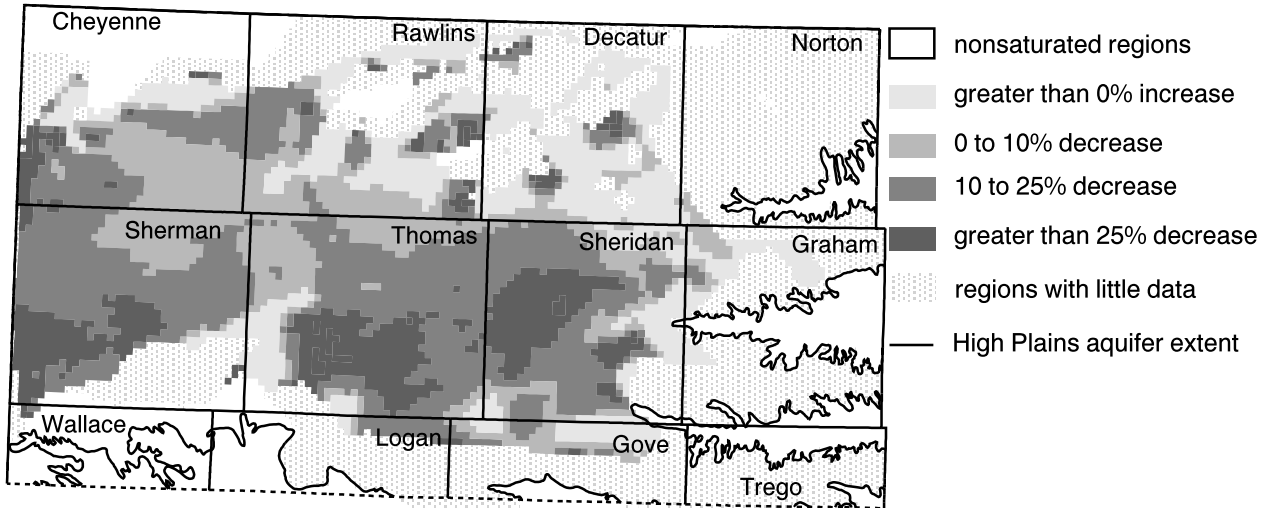 Cheyenne
Rawlins
Decatur
Norton
Sherman
Thomas
Sheridan
Graham
Wallace
Logan
Gove
Trego
nonsaturated regions
greater than 0% increase
0 to 10% decrease
10 to 25% decrease
greater than 25% decrease
regions with little data
High Plains aquifer extent